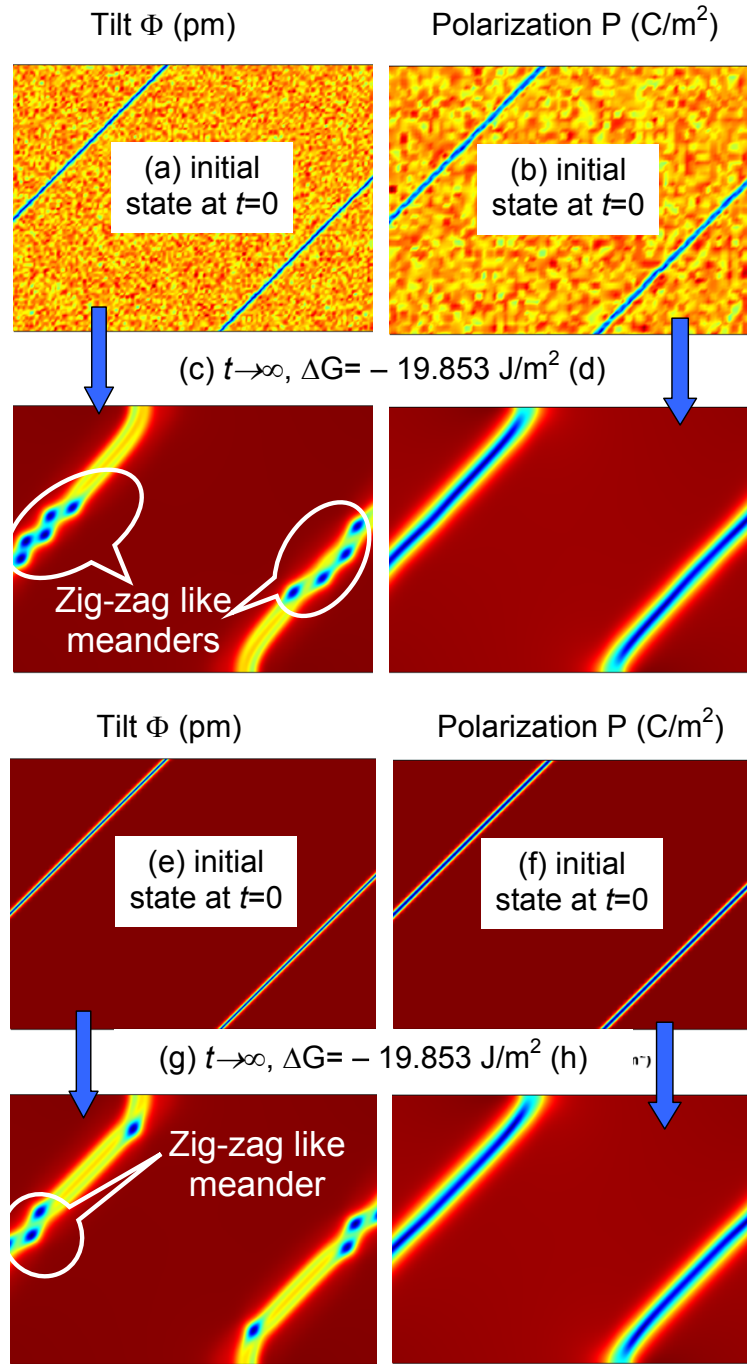 Tilt Φ (pm) Polarization P (C/m²)
(a) initial
state at t=0
(b) initial
state at t=0
(c) t→∞, ΔG= – 19.853 J/m² (d)
Zig-zag like
meanders
Tilt Φ (pm) Polarization P (C/m²)
(e) initial
state at t=0
(f) initial
state at t=0
(g) t→∞, ΔG= – 19.853 J/m² (h)
Zig-zag like
meander